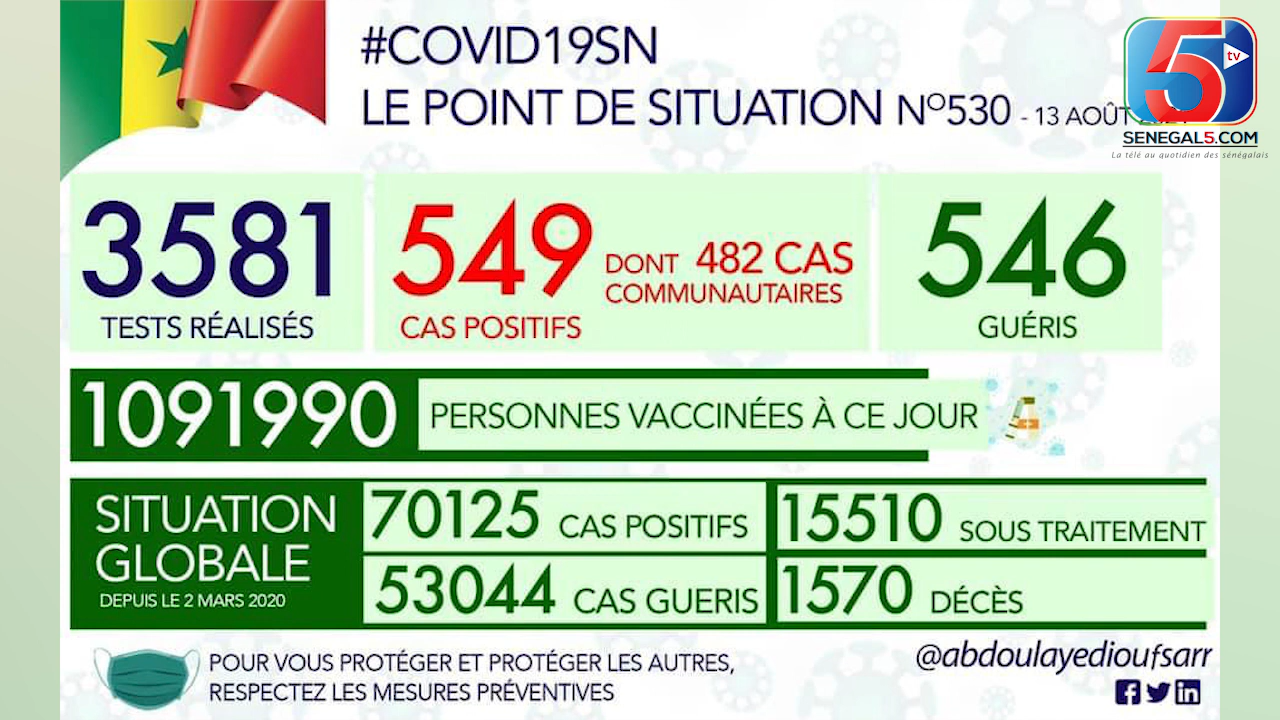 #COVID19SN
LE POINT DE SITUATION N°530 - 13 AOÛT
5 tv
SENEGAL5.COM
La télé au quotidien des sénégalais
3581
TESTS RÉALISÉS
549
CAS POSITIFS
DONT 482 CAS
COMMUNAUTAIRES
546
GUÉRIS
1091990 PERSONNES VACCINÉES À CE JOUR
SITUATION
GLOBALE
DEPUIS LE 2 MARS 2020
70125 CAS POSITIFS
15510 SOUS TRAITEMENT
53044 CAS GUERIS
1570 DÉCÈS
POUR VOUS PROTÉGER ET PROTÉGER LES AUTRES,
RESPECTEZ LES MESURES PRÉVENTIVES
@abdoulayedioufsarr